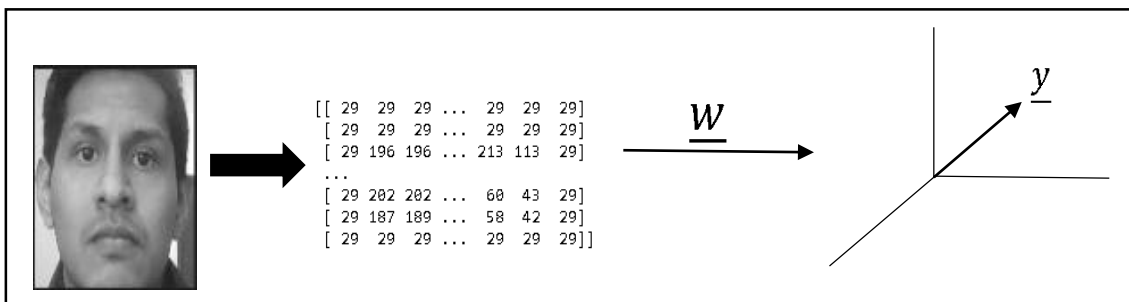 [[ 29 29 29 ... 29 29 29]
[ 29 29 29 ... 29 29 29]
[ 29 196 196 ... 213 113 29]
...
[ 29 202 202 ... 60 43 29]
[ 29 187 189 ... 58 42 29]
[ 29 29 29 ... 29 29 29]]
w
y